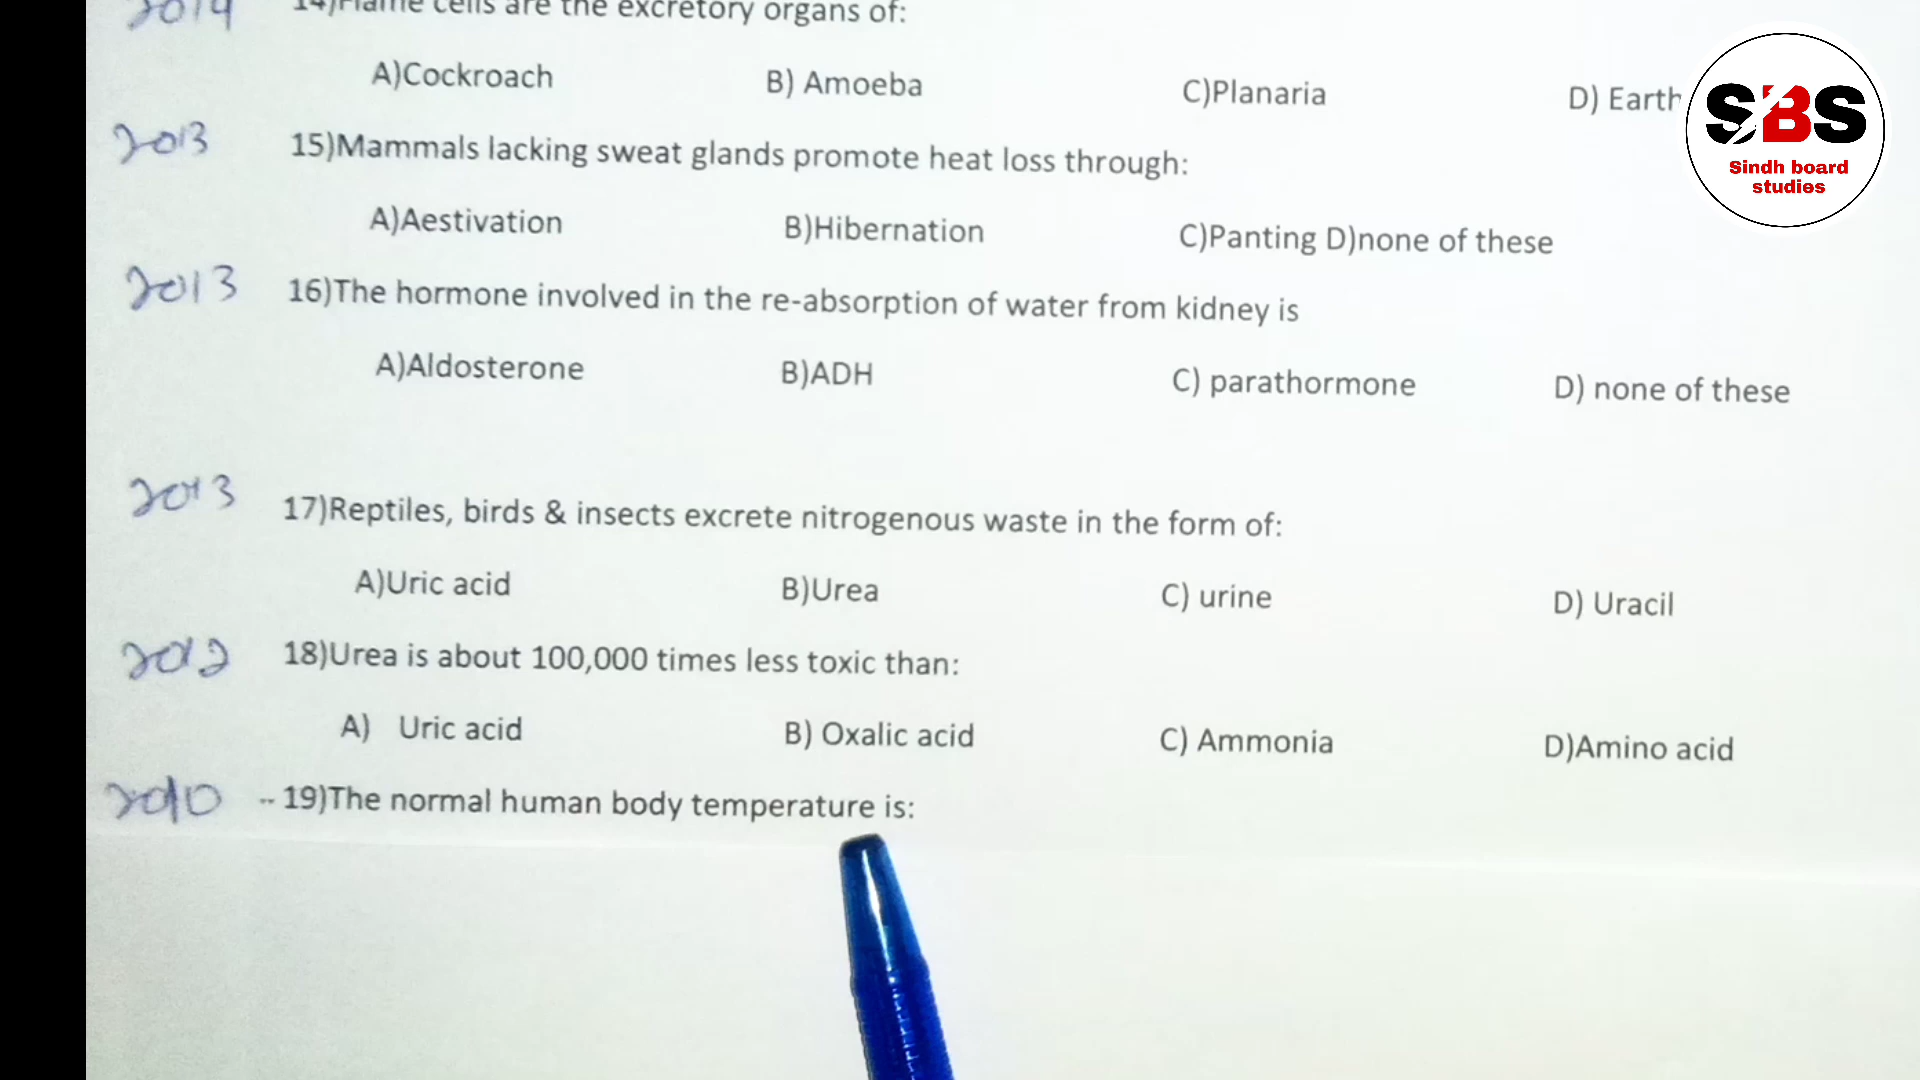 2014 14)Flame cells are the excretory organs of:
A)Cockroach B) Amoeba C)Planaria D) Earth
SBS
Sindh board
studies
2013 15)Mammals lacking sweat glands promote heat loss through:
A)Aestivation B)Hibernation C)Panting D)none of these
2013 16)The hormone involved in the re-absorption of water from kidney is
A)Aldosterone B)ADH C) parathormone D) none of these
2013 17)Reptiles, birds & insects excrete nitrogenous waste in the form of:
A)Uric acid B)Urea C) urine D) Uracil
2012 18)Urea is about 100,000 times less toxic than:
A) Uric acid B) Oxalic acid C) Ammonia D)Amino acid
2010 -- 19)The normal human body temperature is: